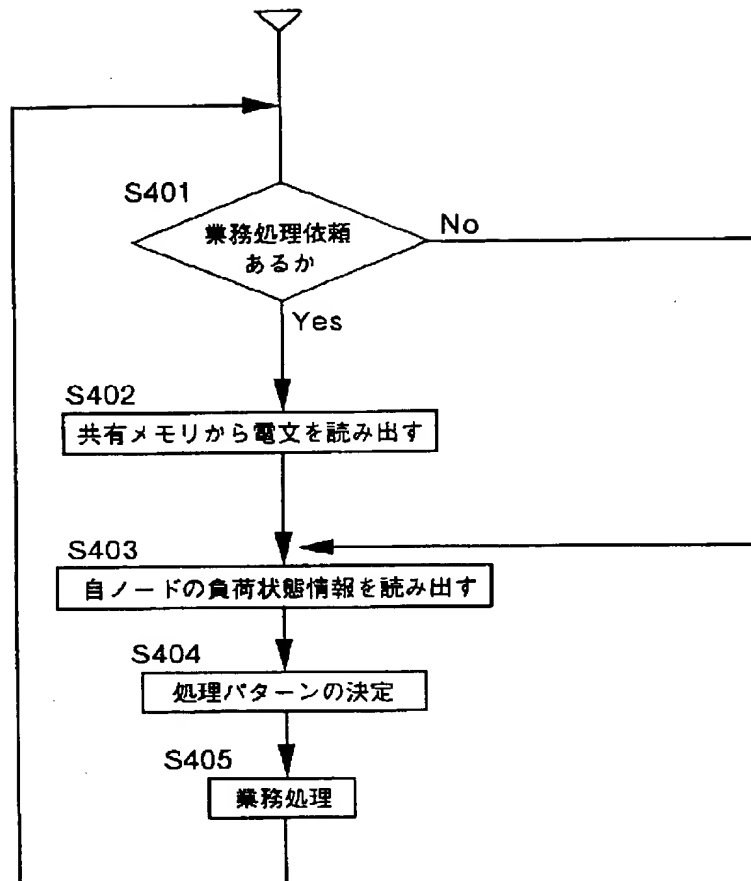 S401
業務処理依頼
あるか
No
Yes
S402
共有メモリから電文を読み出す
S403
自ノードの負荷状態情報を読み出す
S404
処理パターンの決定
S405
業務処理